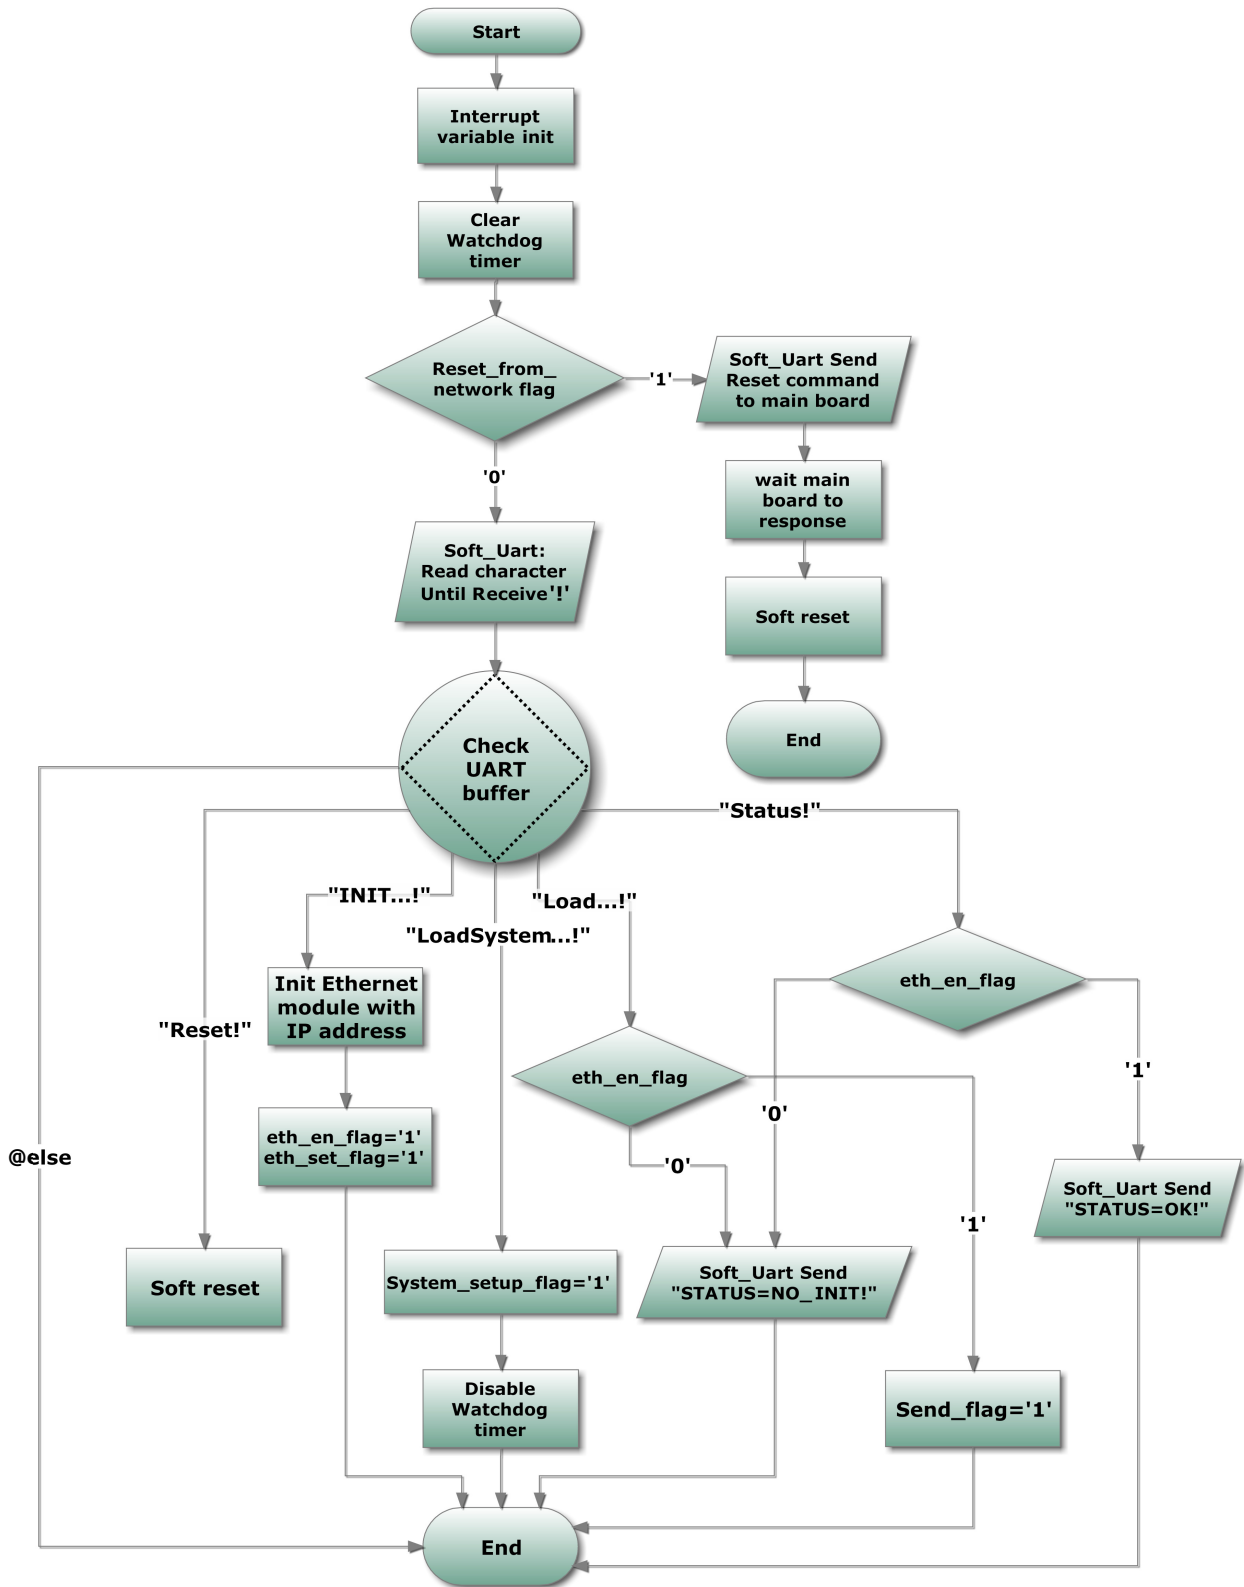 Start
Interrupt
variable init
Clear
Watchdog
timer
Reset_from_
network flag
'1'
Soft_Uart Send
Reset command
to main board
'0'
wait main
board to
response
Soft_Uart:
Read character
Until Receive'!'
Soft reset
End
Check
UART
buffer
"Status!"
"INIT...!"
"Load...!"
"LoadSystem...!"
eth_en_flag
Init Ethernet
module with
IP address
"Reset!"
eth_en_flag
'1'
'0'
eth_en_flag='1'
eth_set_flag='1'
@else
'0'
Soft_Uart Send
"STATUS=OK!"
'1'
Soft reset
System_setup_flag='1'
Soft_Uart Send
"STATUS=NO_INIT!"
Disable
Watchdog
timer
Send_flag='1'
End